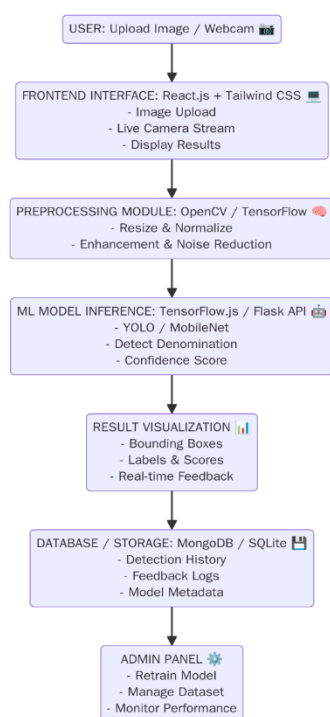 USER: Upload Image / Webcam 📷
FRONTEND INTERFACE: React.js + Tailwind CSS 💻
- Image Upload
- Live Camera Stream
- Display Results
PREPROCESSING MODULE: OpenCV / TensorFlow 🧠
- Resize & Normalize
- Enhancement & Noise Reduction
ML MODEL INFERENCE: TensorFlow.js / Flask API 🤖
- YOLO / MobileNet
- Detect Denomination
- Confidence Score
RESULT VISUALIZATION 📊
- Bounding Boxes
- Labels & Scores
- Real-time Feedback
DATABASE / STORAGE: MongoDB / SQLite 💾
- Detection History
- Feedback Logs
- Model Metadata
ADMIN PANEL ⚙️
- Retrain Model
- Manage Dataset
- Monitor Performance